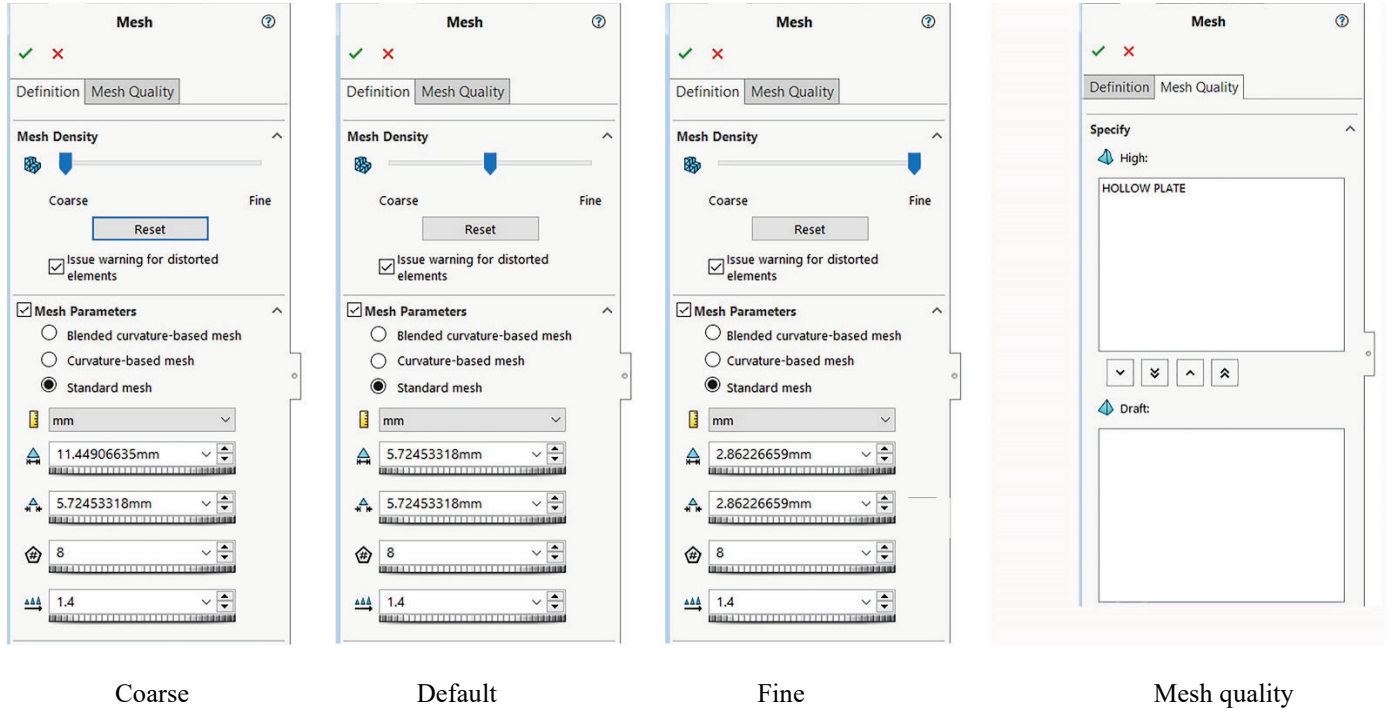 Mesh
Definition Mesh Quality
Mesh Density
Coarse Fine
Reset
Issue warning for distorted
elements
Mesh Parameters
Blended curvature-based mesh
Curvature-based mesh
Standard mesh
mm
11.44906635mm
5.72453318mm
8
1.4
Coarse
Mesh
Definition Mesh Quality
Mesh Density
Coarse Fine
Reset
Issue warning for distorted
elements
Mesh Parameters
Blended curvature-based mesh
Curvature-based mesh
Standard mesh
mm
5.72453318mm
5.72453318mm
8
1.4
Default
Mesh
Definition Mesh Quality
Mesh Density
Coarse Fine
Reset
Issue warning for distorted
elements
Mesh Parameters
Blended curvature-based mesh
Curvature-based mesh
Standard mesh
mm
2.86226659mm
2.86226659mm
8
1.4
Fine
Mesh
Definition Mesh Quality
Specify
High:
HOLLOW PLATE
Draft:
Mesh quality